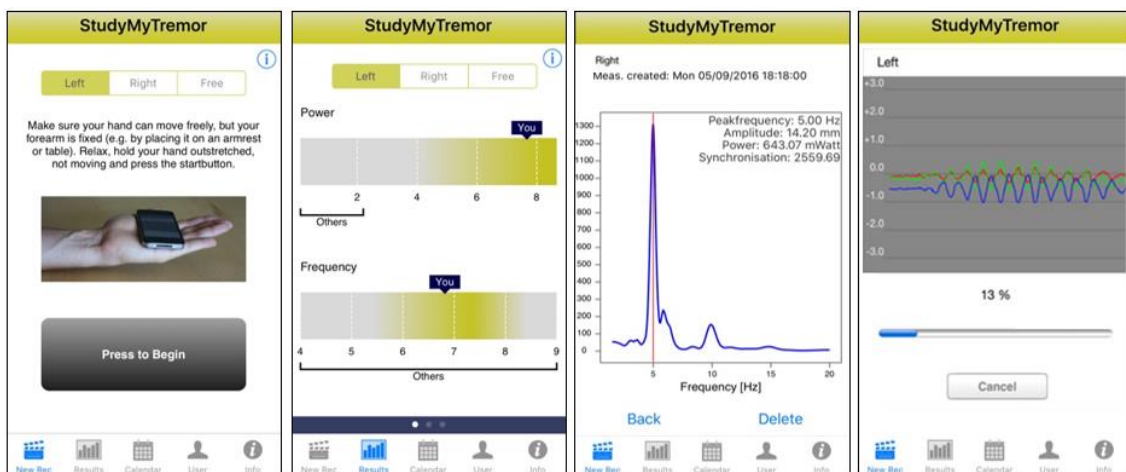 StudyMyTremor
Left Right Free
Make sure your hand can move freely, but your
forearm is fixed (e.g. by placing it on an armrest
or table). Relax, hold your hand outstretched,
not moving and press the startbutton.
Press to Begin
New Rec Results Calendar User Info
StudyMyTremor
Left Right Free
Power
You
2 4 6 8
Others
Frequency
You
4 5 6 7 8 9
Others
New Rec Results Calendar User Info
StudyMyTremor
Right
Meas. created: Mon 05/09/2016 18:18:00
Peakfrequency: 5.00 Hz
Amplitude: 14.20 mm
Power: 643.07 mWatt
Synchronisation: 2559.69
1300
1200
1100
1000
900
800
700
600
500
400
300
200
100
0
5 10 15 20
Frequency [Hz]
Back Delete
New Rec Results Calendar User Info
StudyMyTremor
Left
+3.0
+2.0
+1.0
0.0
-1.0
-2.0
-3.0
13 %
Cancel
New Rec Results Calendar User Info